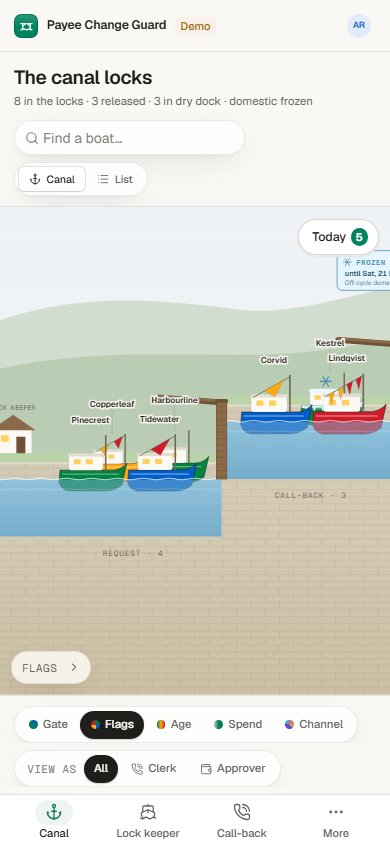 Payee Change Guard Demo AR
The canal locks
8 in the locks · 3 released · 3 in dry dock · domestic frozen
Find a boat…
Canal List
Today 5
FROZEN
until Sat, 21
Off-cycle
Kestrel
Corvid Lindqvist
KEEPER
Copperleaf Harbourline
Pinecrest Tidewater
CALL-BACK · 3
REQUEST · 4
FLAGS
Gate Flags Age Spend Channel
VIEW AS All Clerk Approver
Canal Lock keeper Call-back More